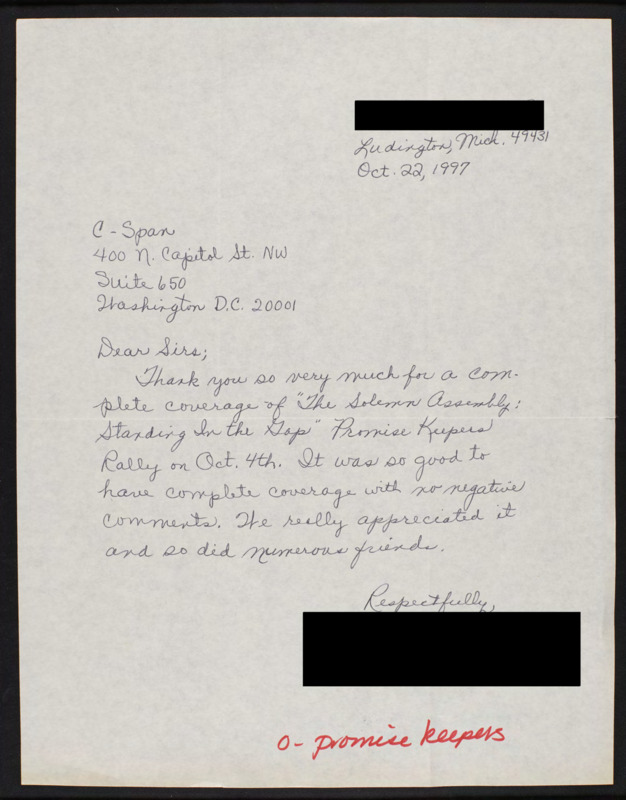 Ludington, Mich. 49431
Oct. 22, 1997
C-Span
400 N. Capitol St. NW
Suite 650
Washington D.C. 20001
Dear Sirs;
Thank you so very much for a com-
plete coverage of "The Solemn Assembly:
Standing In the Gap" Promise Keepers
Rally on Oct. 4th. It was so good to
have complete coverage with no negative
comments. We really appreciated it
and so did numerous friends.
Respectfully,
O- promise keepers